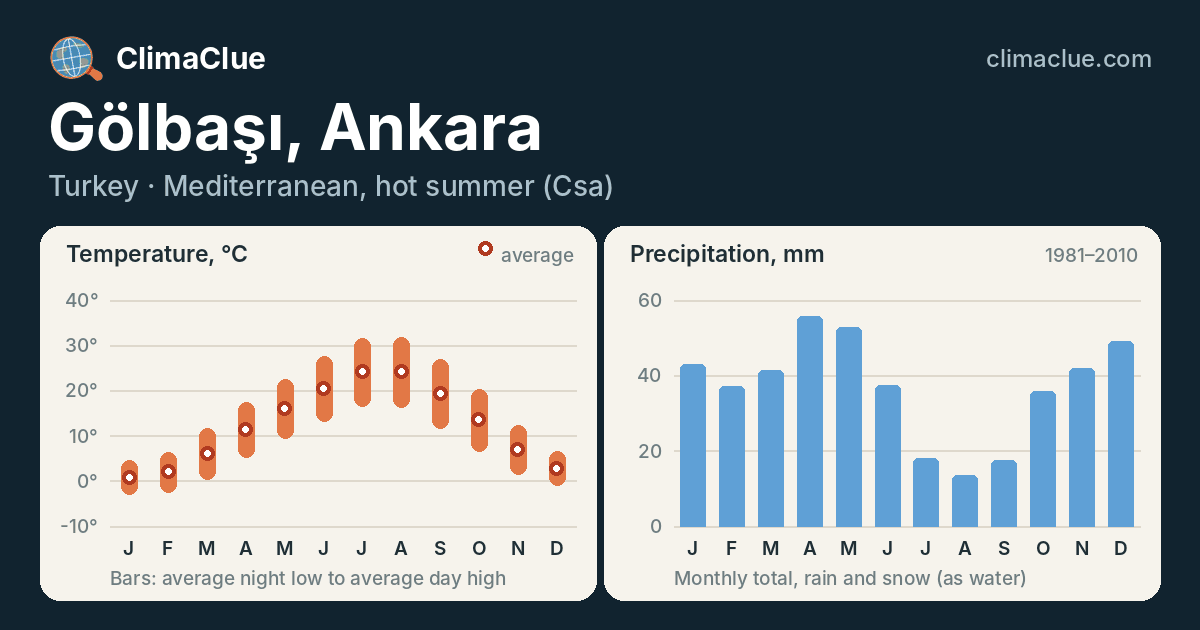 ClimaClue
climaclue.com
Gölbaşı, Ankara
Turkey · Mediterranean, hot summer (Csa)
Temperature, °C
average
40°
30°
20°
10°
0°
-10°
J F M A M J J A S O N D
Bars: average night low to average day high
Precipitation, mm
1981–2010
60
40
20
0
J F M A M J J A S O N D
Monthly total, rain and snow (as water)